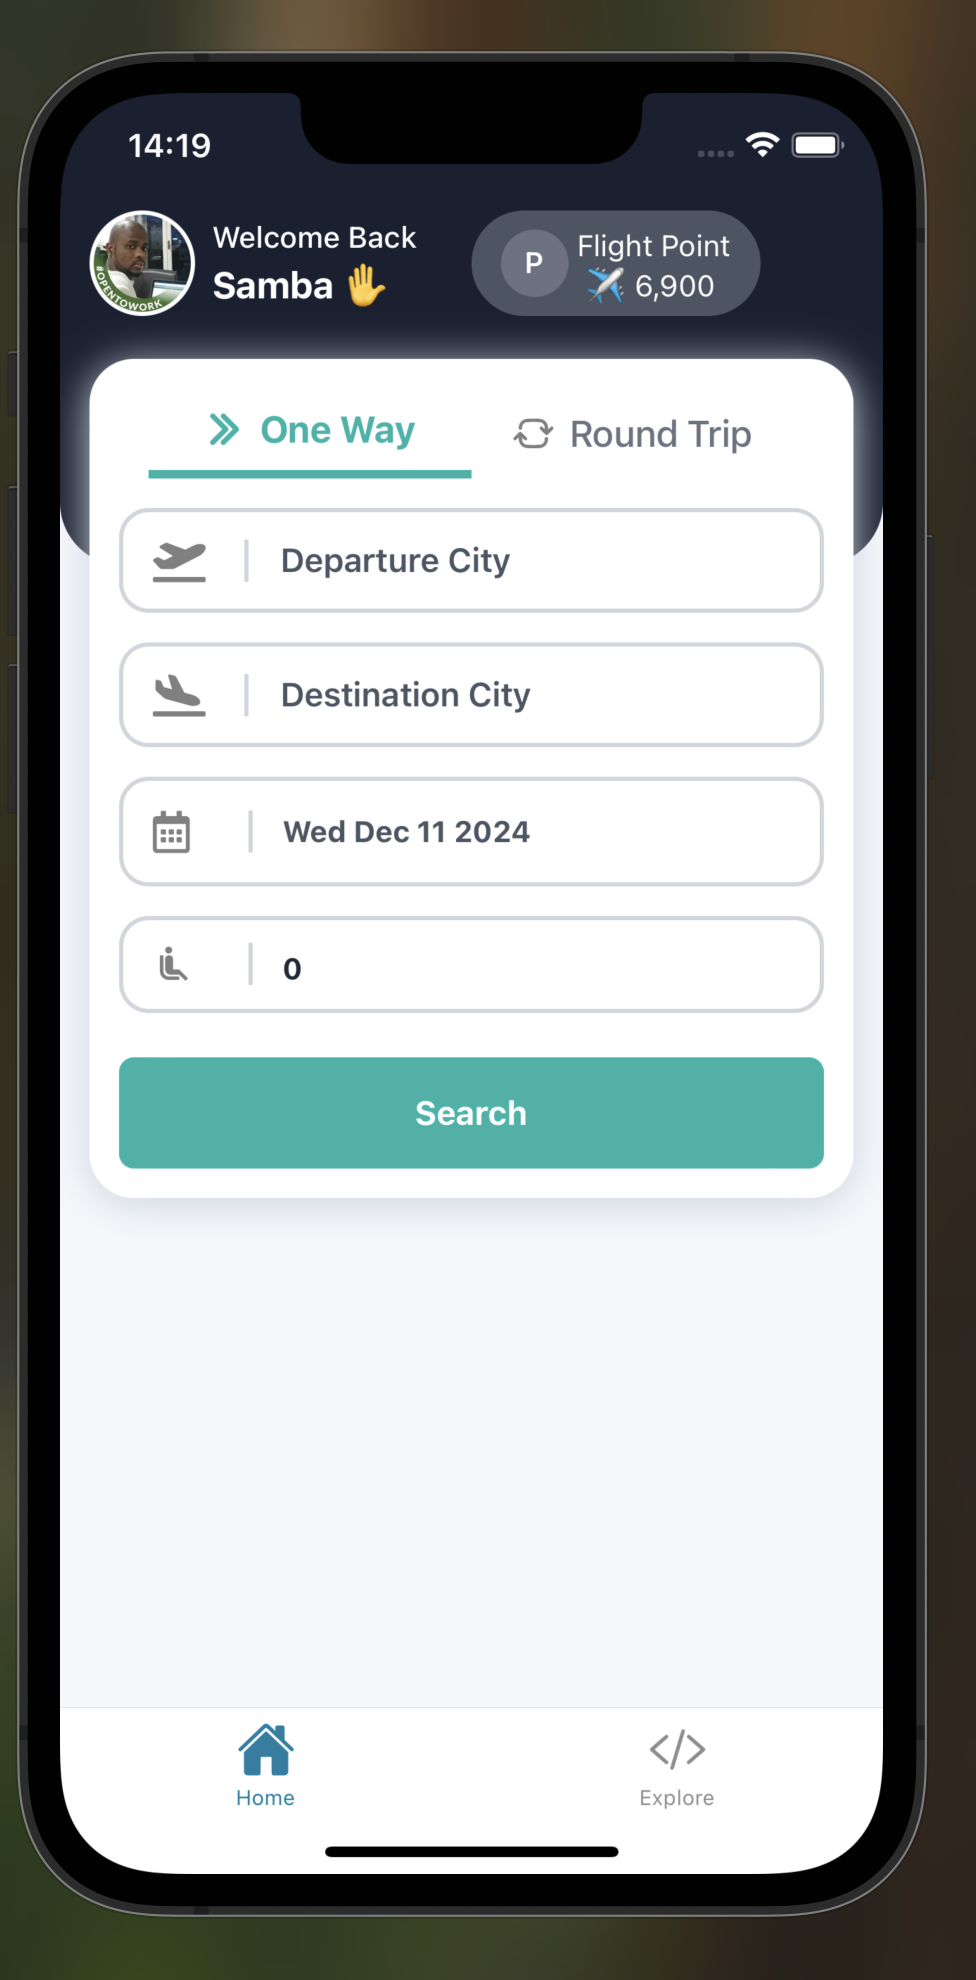 14:19
Welcome Back
Samba 🤚
#OPENTOWORK
P
Flight Point
✈️ 6,900
One Way
Round Trip
Departure City
Destination City
Wed Dec 11 2024
0
Search
Home
Explore